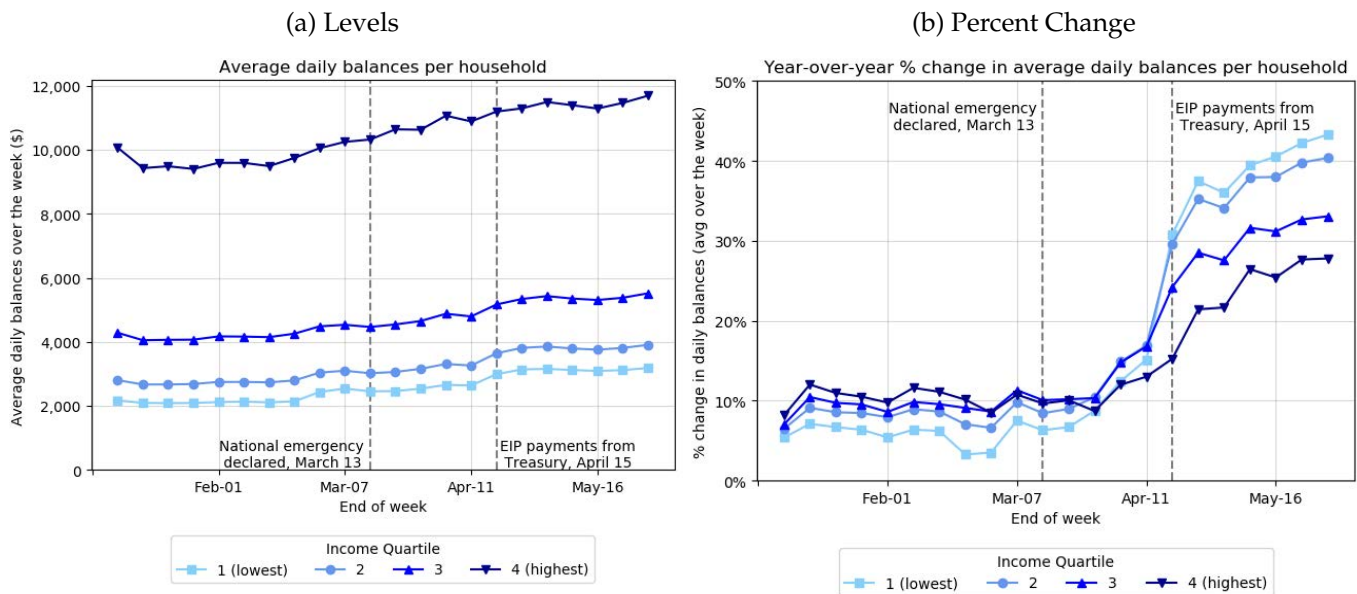 (a) Levels
Average daily balances per household
Average daily balances over the week ($)
12,000
10,000
8,000
6,000
4,000
2,000
0
National emergency
declared, March 13
EIP payments from
Treasury, April 15
Feb-01
Mar-07
Apr-11
May-16
End of week
Income Quartile
1 (lowest)
2
3
4 (highest)
(b) Percent Change
Year-over-year % change in average daily balances per household
% change in daily balances (avg over the week)
50%
40%
30%
20%
10%
0%
National emergency
declared, March 13
EIP payments from
Treasury, April 15
Feb-01
Mar-07
Apr-11
May-16
End of week
Income Quartile
1 (lowest)
2
3
4 (highest)